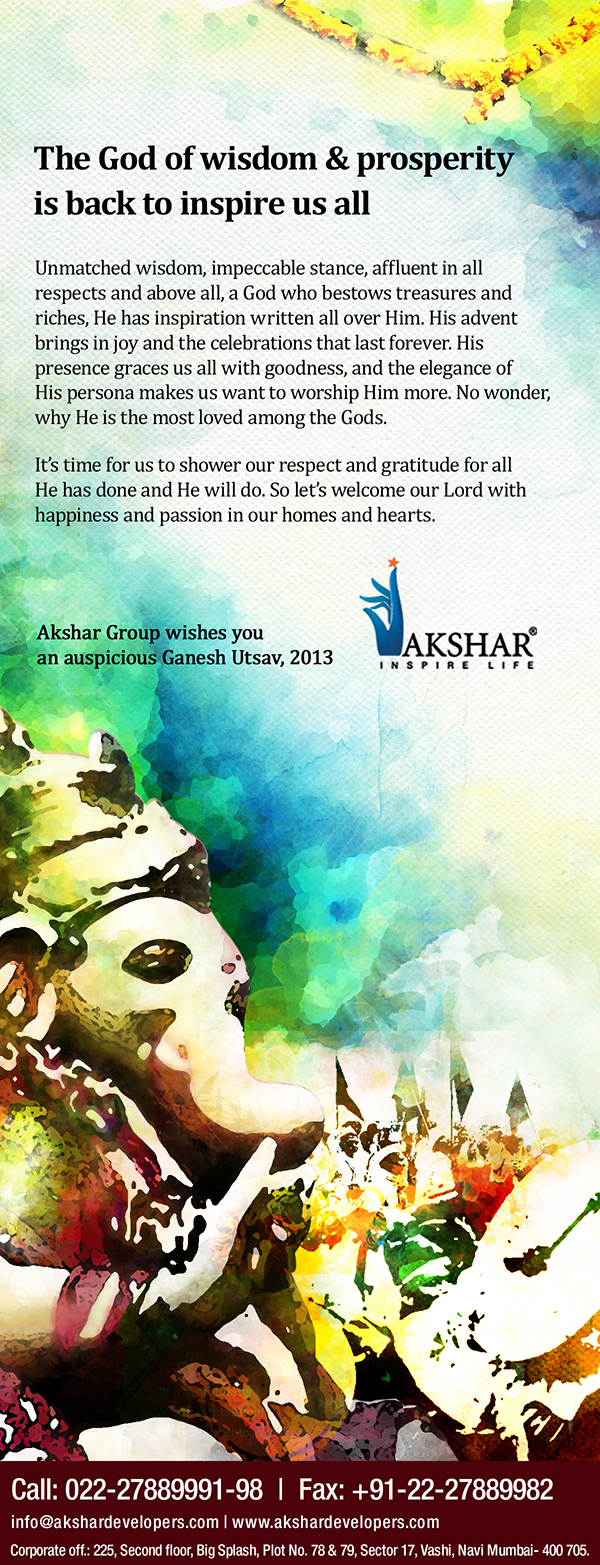 The God of wisdom & prosperity
is back to inspire us all
Unmatched wisdom, impeccable stance, affluent in all
respects and above all, a God who bestows treasures and
riches, He has inspiration written all over Him. His advent
brings in joy and the celebrations that last forever. His
presence graces us all with goodness, and the elegance of
His persona makes us want to worship Him more. No wonder,
why He is the most loved among the Gods.
It's time for us to shower our respect and gratitude for all
He has done and He will do. So let's welcome our Lord with
happiness and passion in our homes and hearts.
Akshar Group wishes you
an auspicious Ganesh Utsav, 2013
AKSHAR®
INSPIRE LIFE
Call: 022-27889991-98 | Fax: +91-22-27889982
info@akshardevelopers.com | www.akshardevelopers.com
Corporate off.: 225, Second floor, Big Splash, Plot No. 78 & 79, Sector 17, Vashi, Navi Mumbai- 400 705.